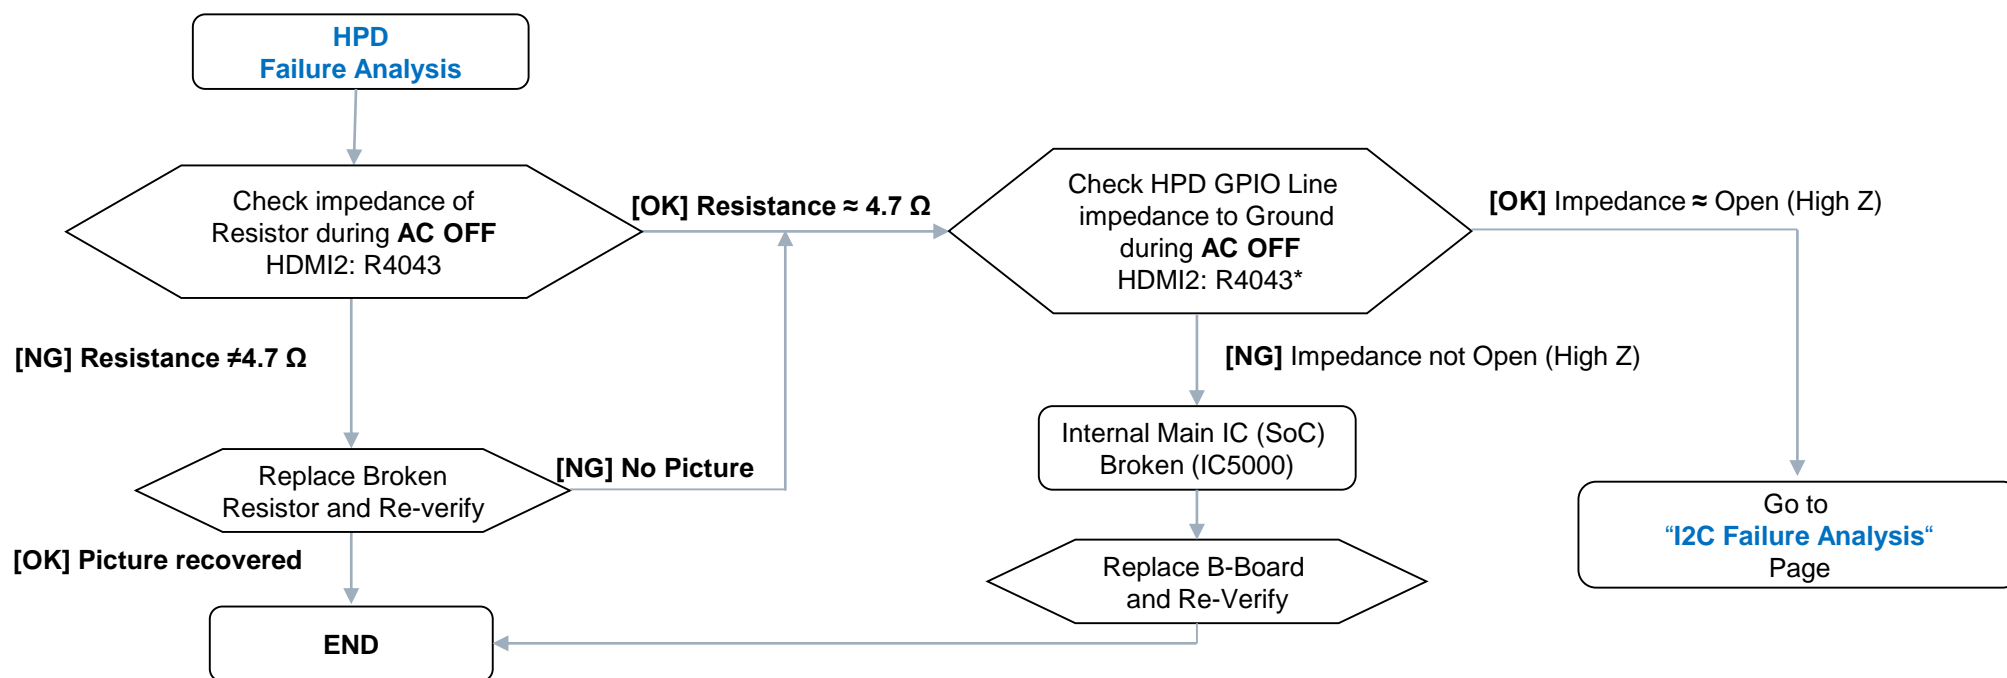 HPD
Failure Analysis
Check impedance of
Resistor during AC OFF
HDMI2: R4043
[OK] Resistance ≈ 4.7 Ω
Check HPD GPIO Line
impedance to Ground
during AC OFF
HDMI2: R4043*
[OK] Impedance ≈ Open (High Z)
[NG] Resistance ≠4.7 Ω
[NG] Impedance not Open (High Z)
Replace Broken
Resistor and Re-verify
[NG] No Picture
Internal Main IC (SoC)
Broken (IC5000)
Go to
“I2C Failure Analysis“
Page
[OK] Picture recovered
Replace B-Board
and Re-Verify
END